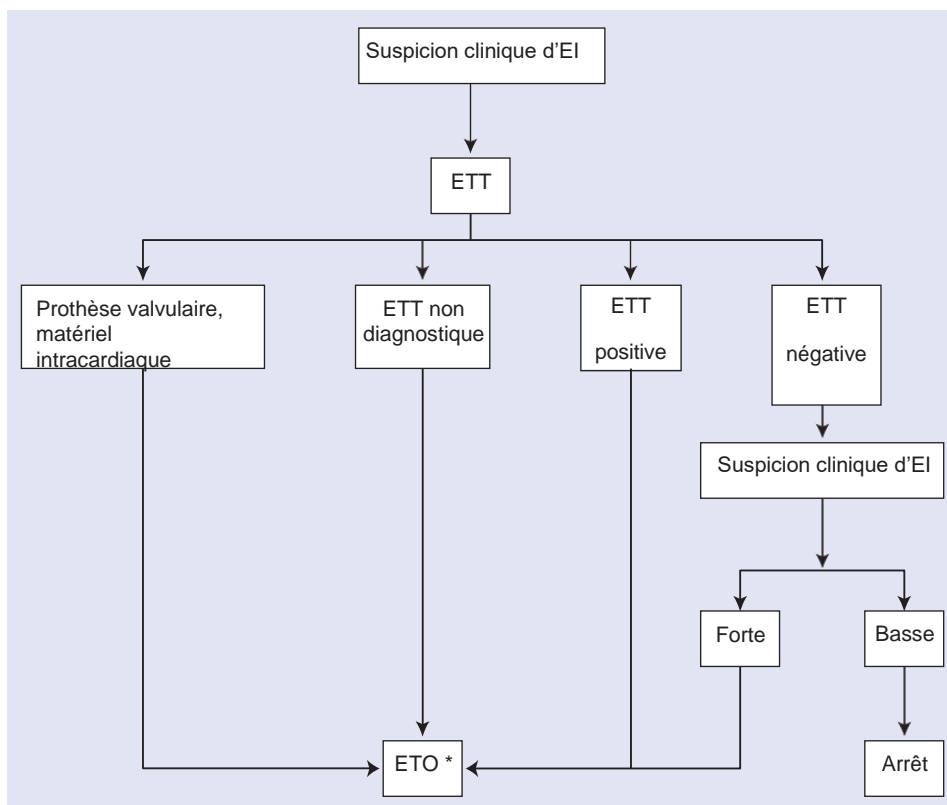 Suspicion clinique d’EI
ETT
Prothèse valvulaire,
matériel
intracardiaque
ETT non
diagnostique
ETT
positive
ETT
négative
Suspicion clinique d’EI
Forte
Basse
ETO *
Arrêt